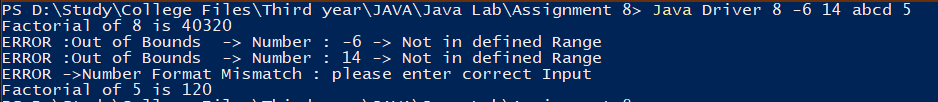 PS D:\Study\College Files\Third year\JAVA\Java Lab\Assignment 8> Java Driver 8 -6 14 abcd 5
Factorial of 8 is 40320
ERROR :Out of Bounds  -> Number : -6 -> Not in defined Range
ERROR :Out of Bounds  -> Number : 14 -> Not in defined Range
ERROR ->Number Format Mismatch : please enter correct Input
Factorial of 5 is 120